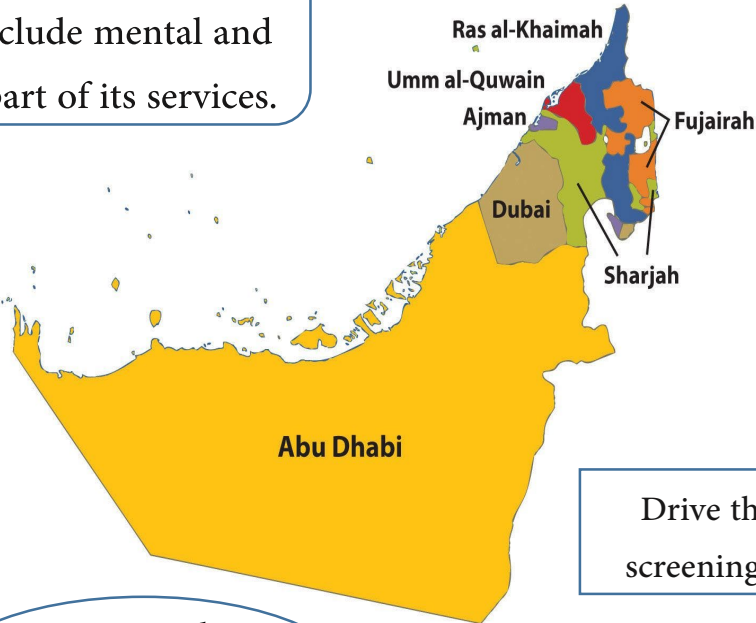 clude mental and
part of its services.
Ras al-Khaimah
Umm al-Quwain
Ajman
Fujairah
Dubai
Sharjah
Abu Dhabi
Drive th
screening